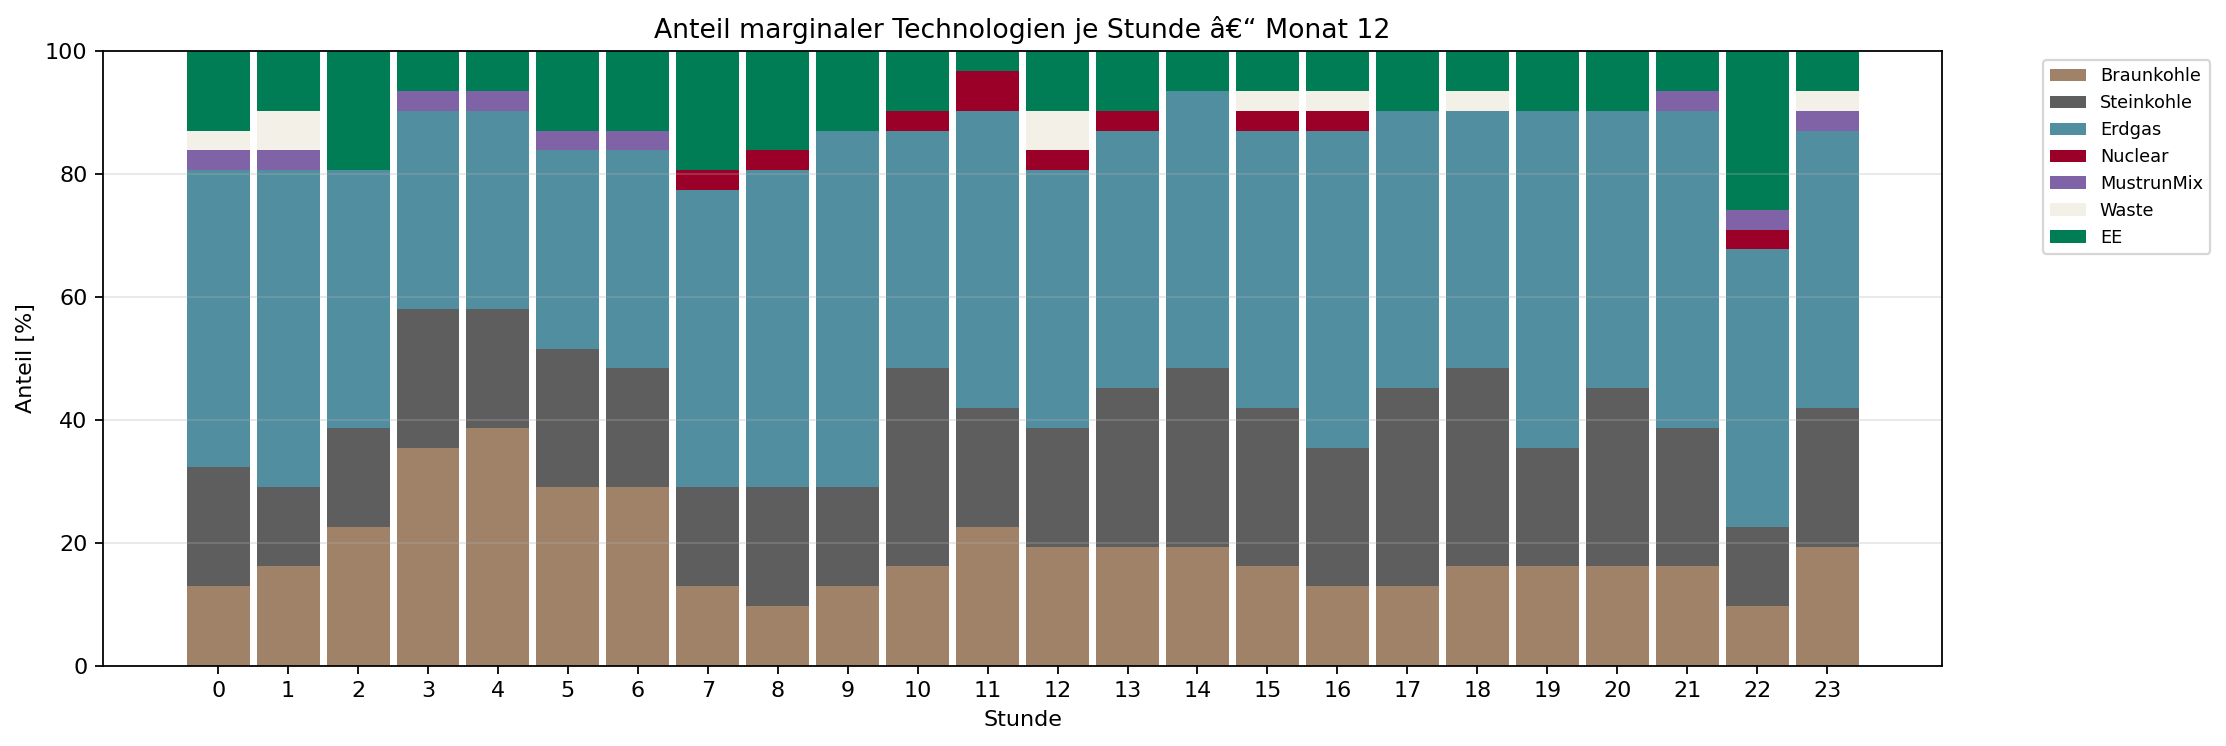 Anteil marginaler Technologien je Stunde â€“ Monat 12
Anteil [%]
100
80
60
40
20
0
0 1 2 3 4 5 6 7 8 9 10 11 12 13 14 15 16 17 18 19 20 21 22 23
Stunde
Braunkohle
Steinkohle
Erdgas
Nuclear
MustrunMix
Waste
EE